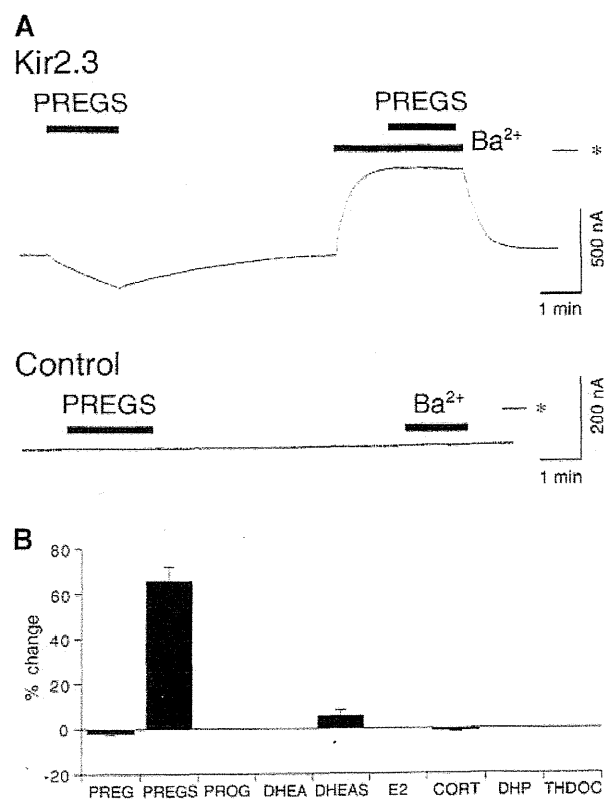 A
Kir2.3
PREGS
PREGS
Ba²⁺
*
500 nA
1 min
Control
PREGS
Ba²⁺
*
200 nA
1 min
B
80
60
40
20
0
-20
% change
PREG PREGS PROG DHEA DHEAS E2 CORT DHP THDOC